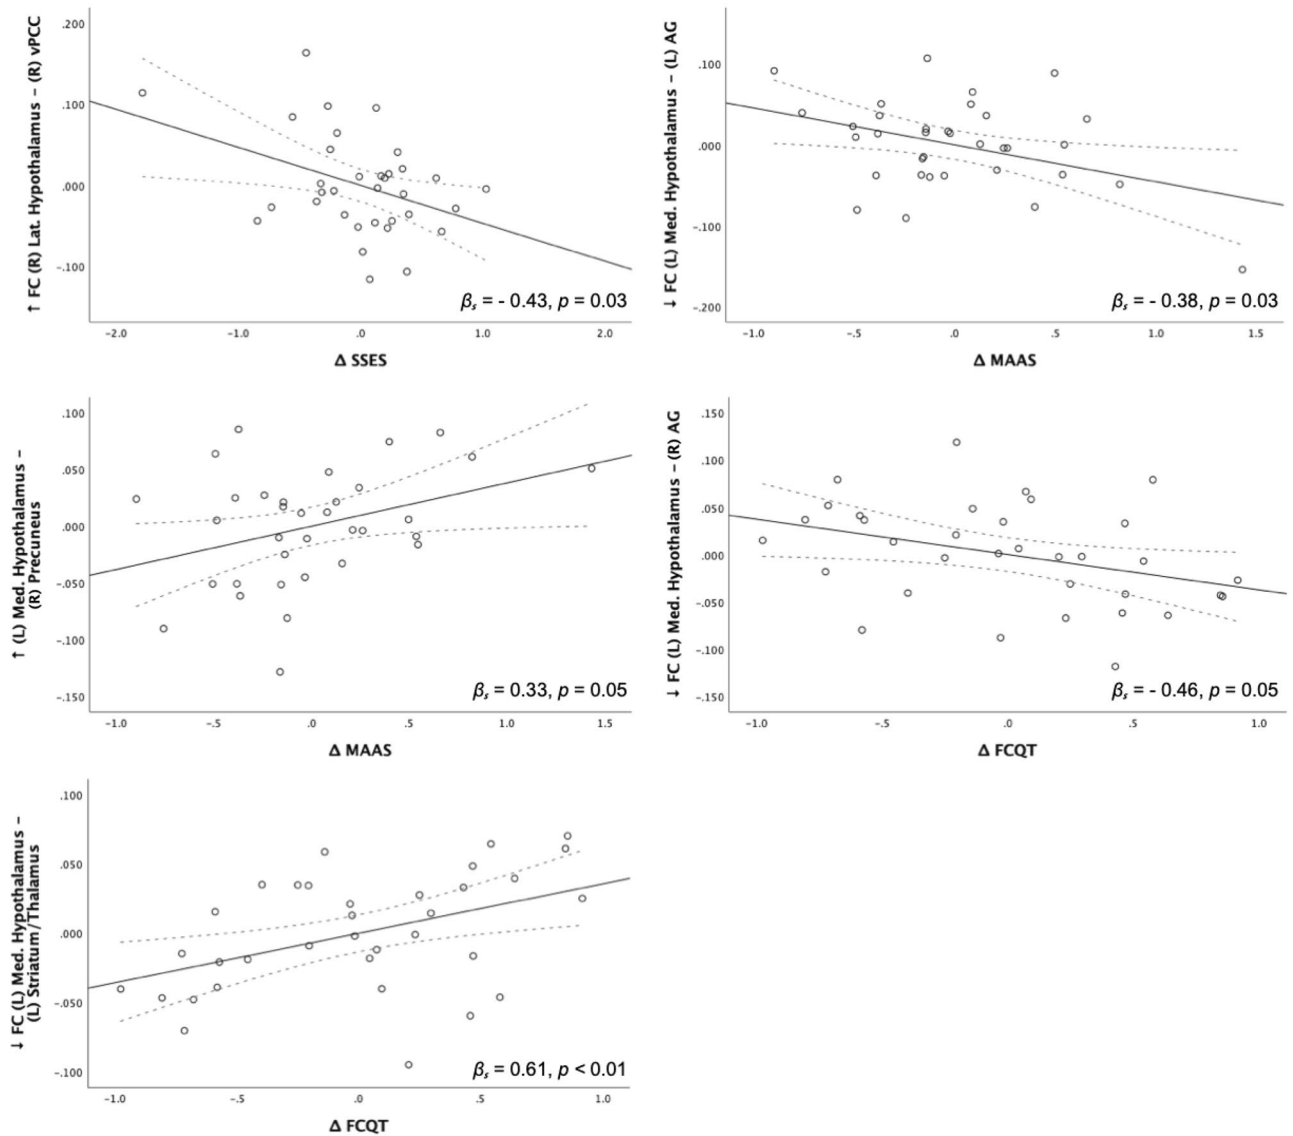 ↑ FC (R) Lat. Hypothalamus – (R) vPCC
.200
.100
.000
-.100
βs = - 0.43, p = 0.03
-2.0 -1.0 .0 1.0 2.0
Δ SSES
↓ FC (L) Med. Hypothalamus – (L) AG
.100
.000
-.100
-.200
βs = - 0.38, p = 0.03
-1.0 -.5 .0 .5 1.0 1.5
Δ MAAS
↑ (L) Med. Hypothalamus –
(R) Precuneus
.100
.050
.000
-.050
-.100
-.150
βs = 0.33, p = 0.05
-1.0 -.5 .0 .5 1.0 1.5
Δ MAAS
↓ FC (L) Med. Hypothalamus – (R) AG
.150
.100
.050
.000
-.050
-.100
-.150
βs = - 0.46, p = 0.05
-1.0 -.5 .0 .5 1.0
Δ FCQT
↓ FC (L) Med. Hypothalamus –
(L) Striatum/Thalamus
.100
.050
.000
-.050
-.100
βs = 0.61, p < 0.01
-1.0 -.5 .0 .5 1.0
Δ FCQT